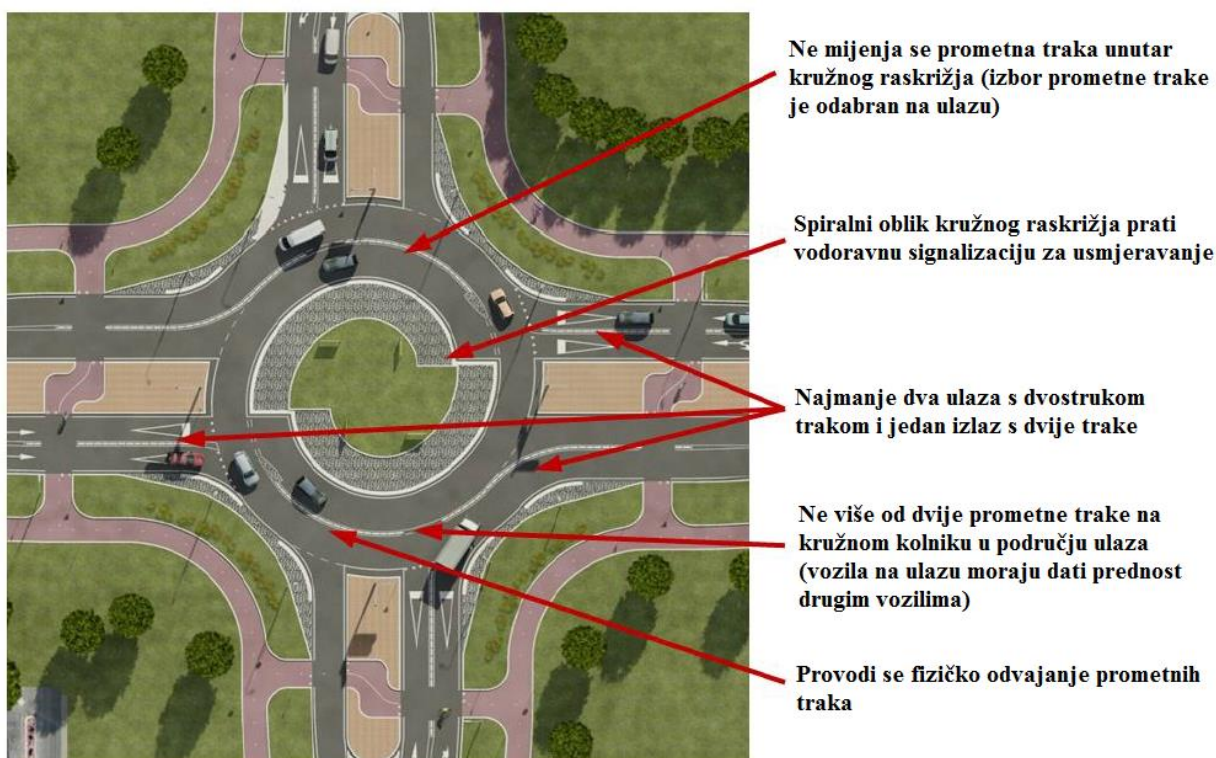 Ne mijenja se prometna traka unutar
kružnog raskrižja (izbor prometne trake
je odabran na ulazu)
Spiralni oblik kružnog raskrižja prati
vodoravnu signalizaciju za usmjeravanje
Najmanje dva ulaza s dvostrukom
trakom i jedan izlaz s dvije trake
Ne više od dvije prometne trake na
kružnom kolniku u području ulaza
(vozila na ulazu moraju dati prednost
drugim vozilima)
Provodi se fizičko odvajanje prometnih
traka